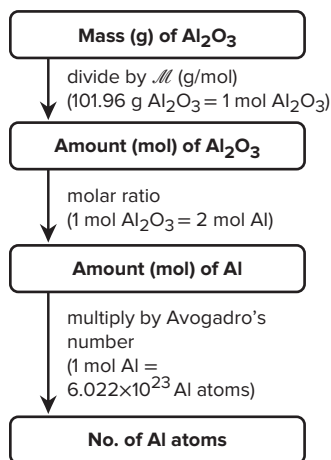 Mass (g) of Al₂O₃
divide by ℳ (g/mol)
(101.96 g Al₂O₃ = 1 mol Al₂O₃)
Amount (mol) of Al₂O₃
molar ratio
(1 mol Al₂O₃ = 2 mol Al)
Amount (mol) of Al
multiply by Avogadro’s
number
(1 mol Al =
6.022×10²³ Al atoms)
No. of Al atoms